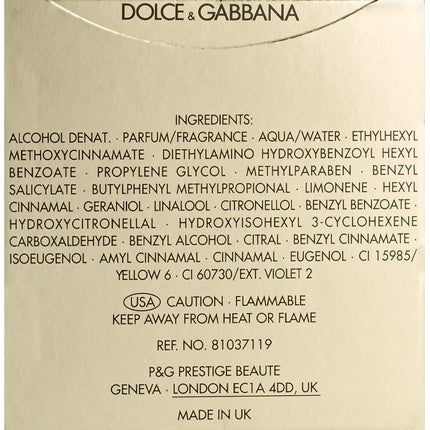 DOLCE & GABBANA
INGREDIENTS:
ALCOHOL DENAT. · PARFUM/FRAGRANCE · AQUA/WATER · ETHYLHEXYL
METHOXYCINNAMATE · DIETHYLAMINO HYDROXYBENZOYL HEXYL
BENZOATE · PROPYLENE GLYCOL · METHYLPARABEN · BENZYL
SALICYLATE · BUTYLPHENYL METHYLPROPIONAL · LIMONENE · HEXYL
CINNAMAL · GERANIOL · LINALOOL · CITRONELLOL · BENZYL BENZOATE ·
HYDROXYCITRONELLAL · HYDROXYISOHEXYL 3-CYCLOHEXENE
CARBOXALDEHYDE · BENZYL ALCOHOL · CITRAL · BENZYL CINNAMATE ·
ISOEUGENOL · AMYL CINNAMAL · CINNAMAL · EUGENOL · CI 15985/
YELLOW 6 · CI 60730/EXT. VIOLET 2
USA CAUTION · FLAMMABLE
KEEP AWAY FROM HEAT OR FLAME
REF. NO. 81037119
P&G PRESTIGE BEAUTE
GENEVA · LONDON EC1A 4DD, UK
MADE IN UK